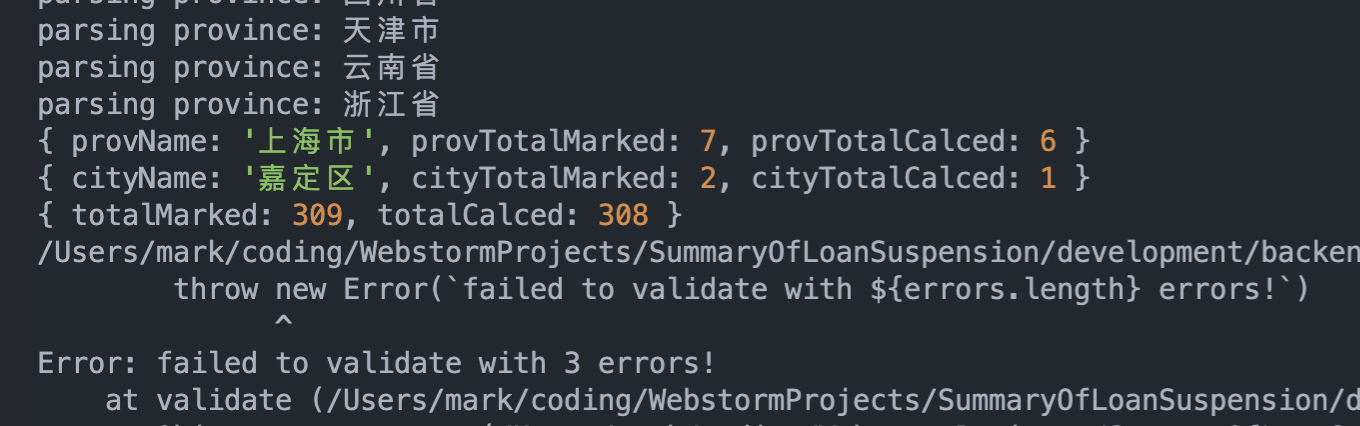 parsing province: 四川省
parsing province: 天津市
parsing province: 云南省
parsing province: 浙江省
{ provName: '上海市', provTotalMarked: 7, provTotalCalced: 6 }
{ cityName: '嘉定区', cityTotalMarked: 2, cityTotalCalced: 1 }
{ totalMarked: 309, totalCalced: 308 }
/Users/mark/coding/WebstormProjects/SummaryOfLoanSuspension/development/backen
throw new Error(`failed to validate with ${errors.length} errors!`)
^
Error: failed to validate with 3 errors!
at validate (/Users/mark/coding/WebstormProjects/SummaryOfLoanSuspension/d